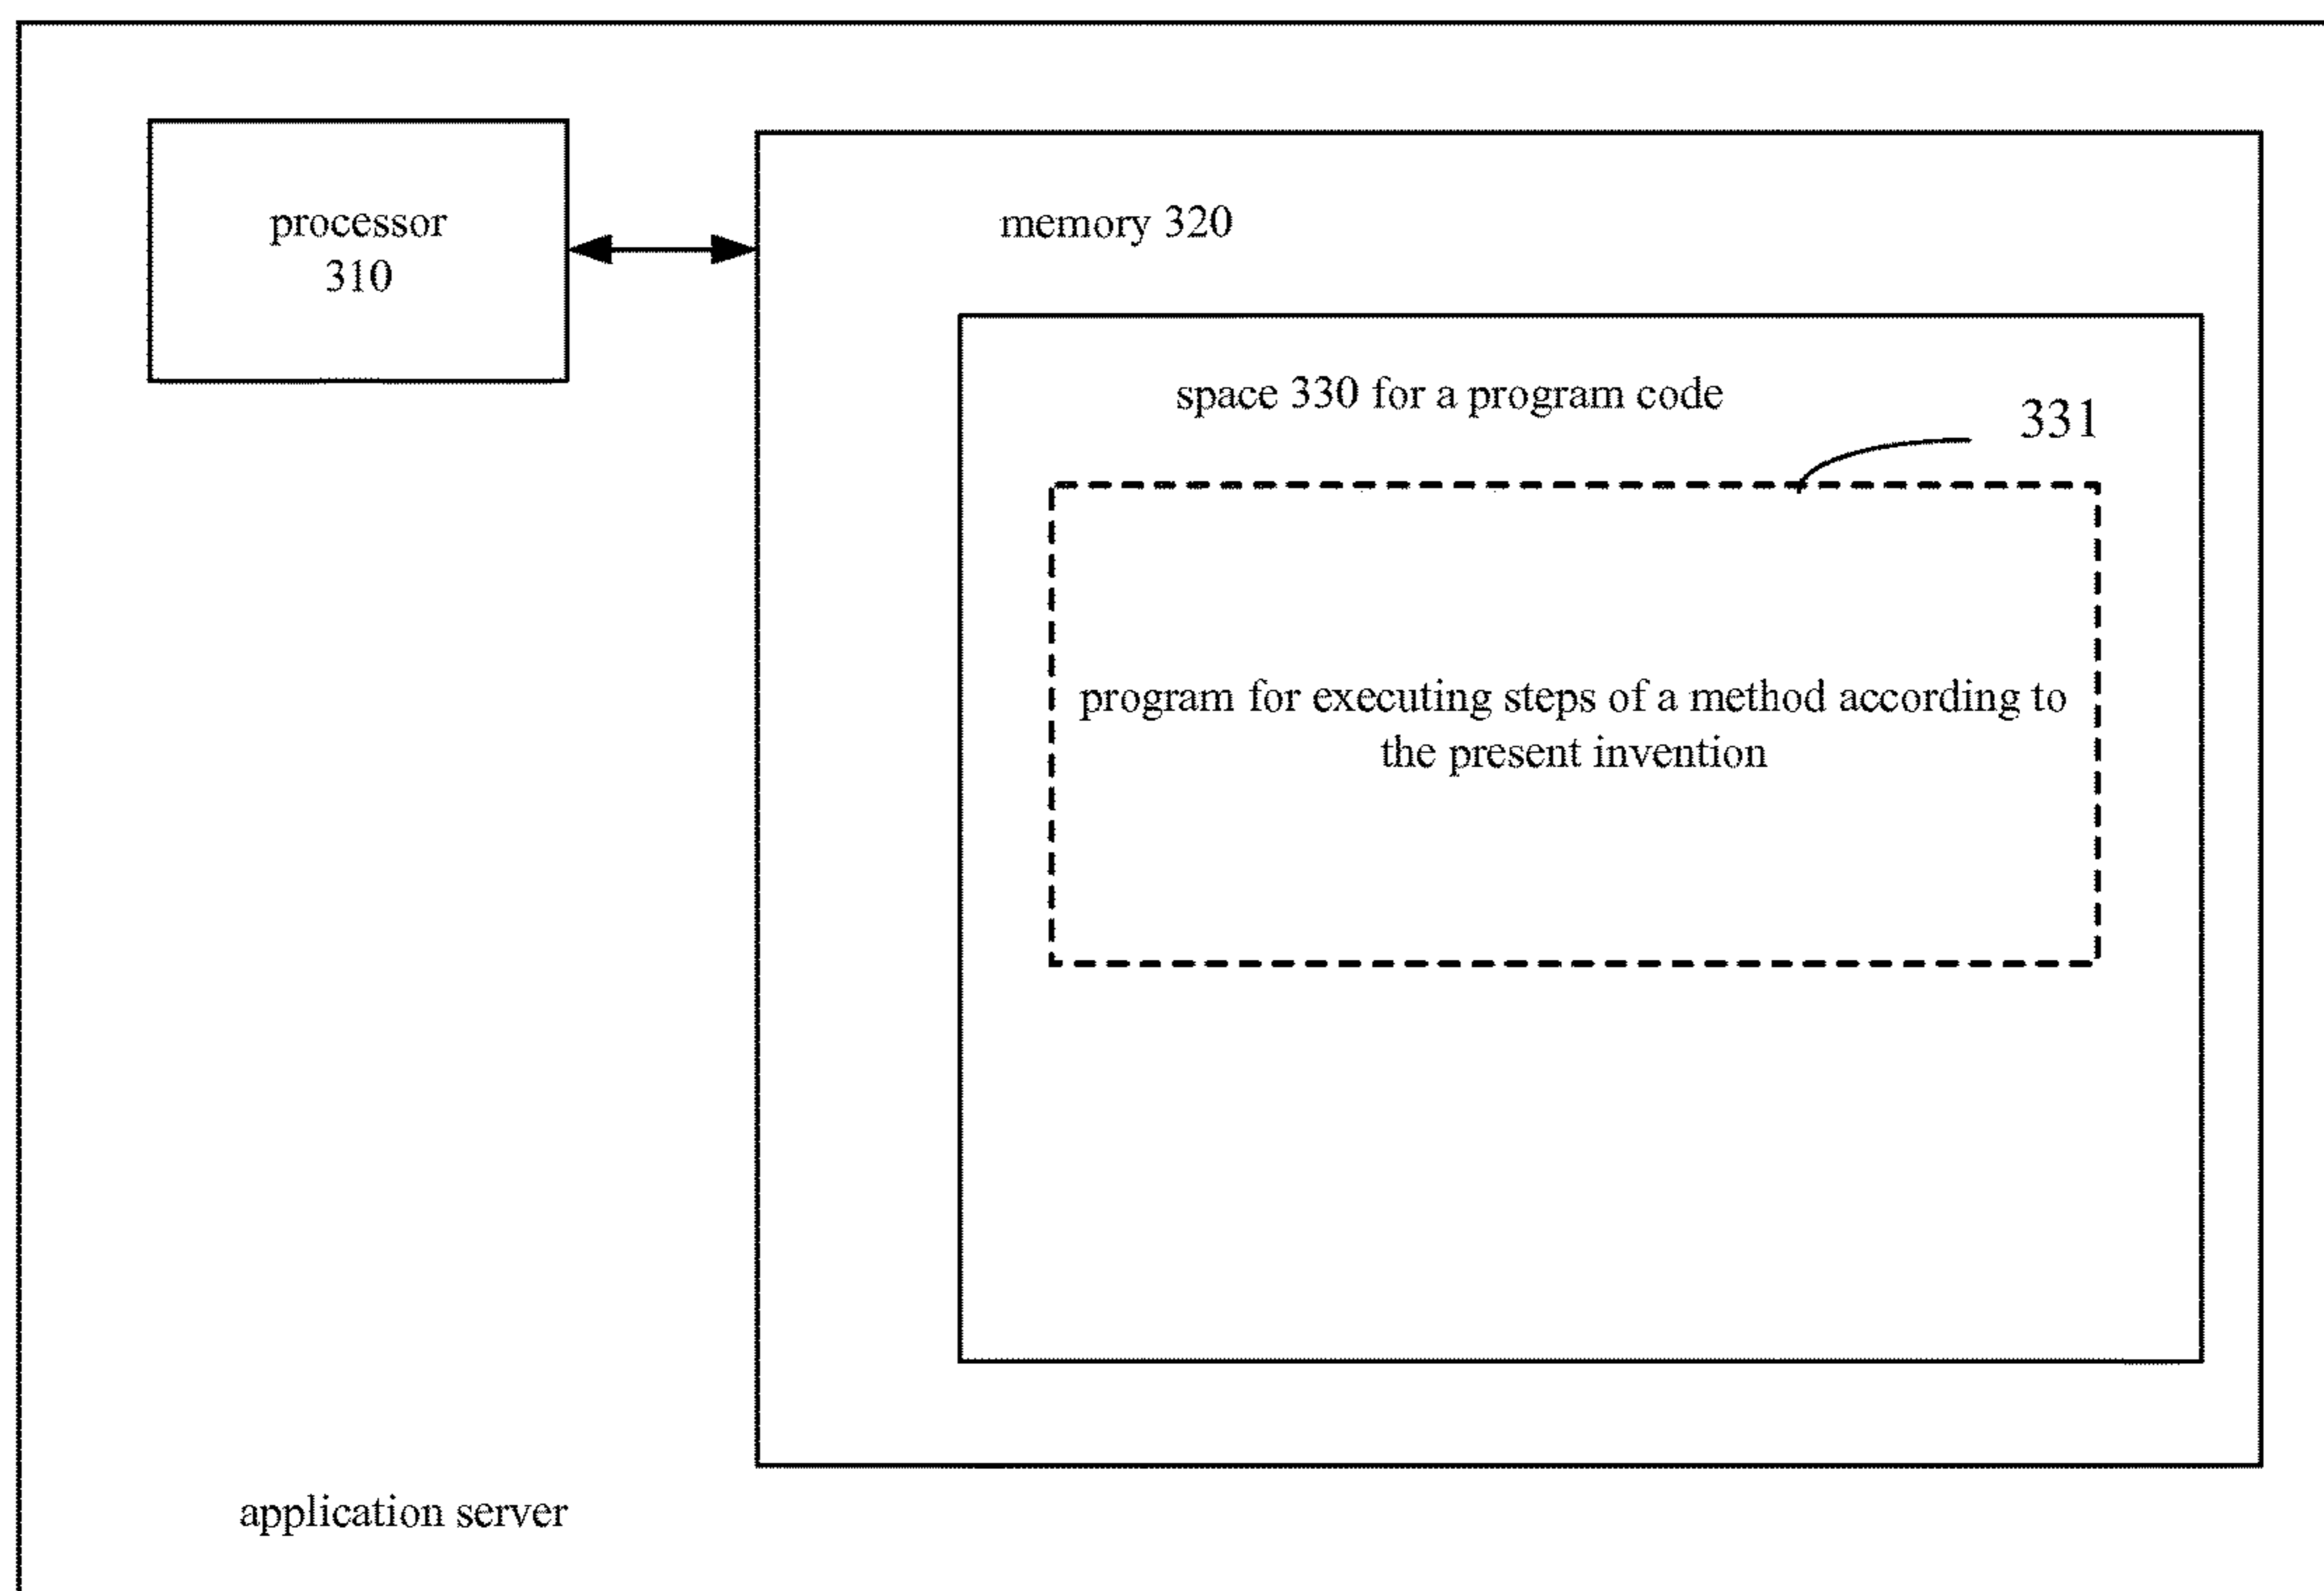 processor
310
memory 320
space 330 for a program code
331
program for executing steps of a method according to
the present invention
application server